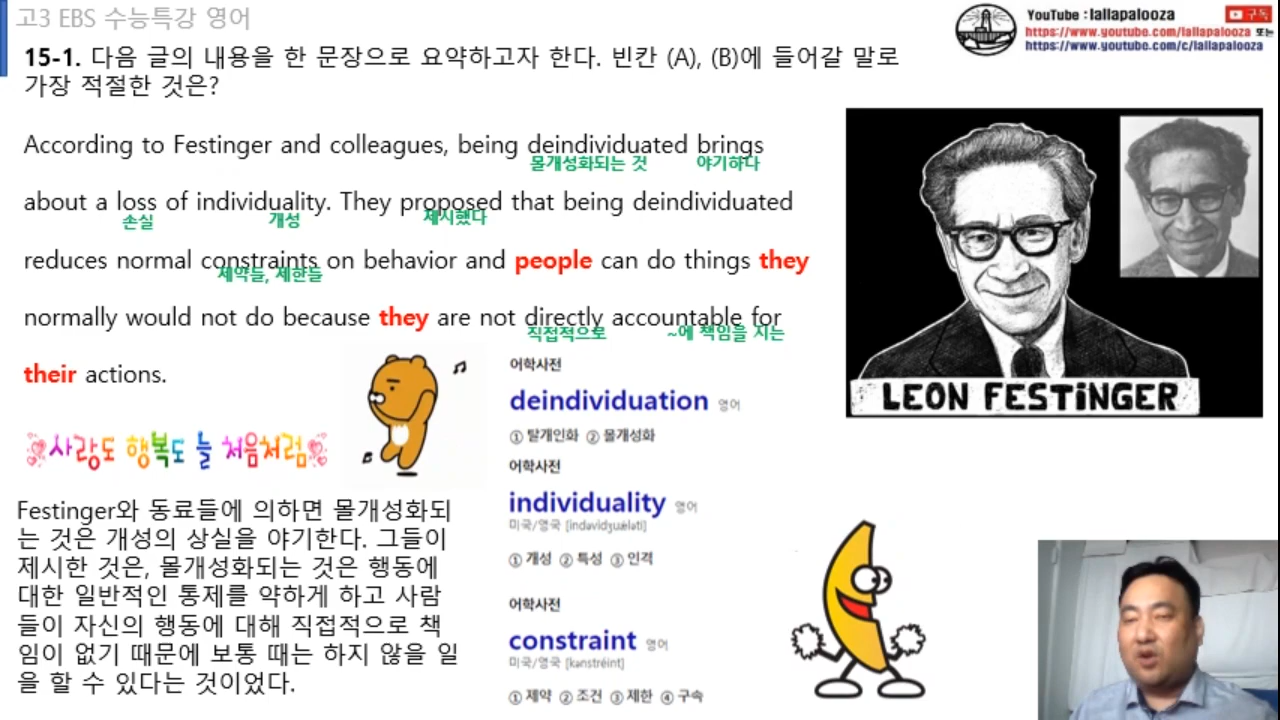 고3 EBS 수능특강 영어
YouTube : lallapalooza
구독
https://www.youtube.com/lallapalooza 또는
https://www.youtube.com/c/lallapalooza
15-1. 다음 글의 내용을 한 문장으로 요약하고자 한다. 빈칸 (A), (B)에 들어갈 말로
가장 적절한 것은?
According to Festinger and colleagues, being deindividuated brings
몰개성화되는 것 야기하다
about a loss of individuality. They proposed that being deindividuated
손실 개성 제시했다
reduces normal constraints on behavior and people can do things they
제약들, 제한들
normally would not do because they are not directly accountable for
직접적으로 ~에 책임을 지는
their actions.
LEON FESTINGER
사랑도 행복도 늘 처음처럼
어학사전
deindividuation 영어
① 탈개인화 ② 몰개성화
어학사전
individuality 영어
미국/영국 [indəvidʒuǽləti]
① 개성 ② 특성 ③ 인격
어학사전
constraint 영어
미국/영국 [kənstréint]
① 제약 ② 조건 ③ 제한 ④ 구속
Festinger와 동료들에 의하면 몰개성화되
는 것은 개성의 상실을 야기한다. 그들이
제시한 것은, 몰개성화되는 것은 행동에
대한 일반적인 통제를 약하게 하고 사람
들이 자신의 행동에 대해 직접적으로 책
임이 없기 때문에 보통 때는 하지 않을 일
을 할 수 있다는 것이었다.